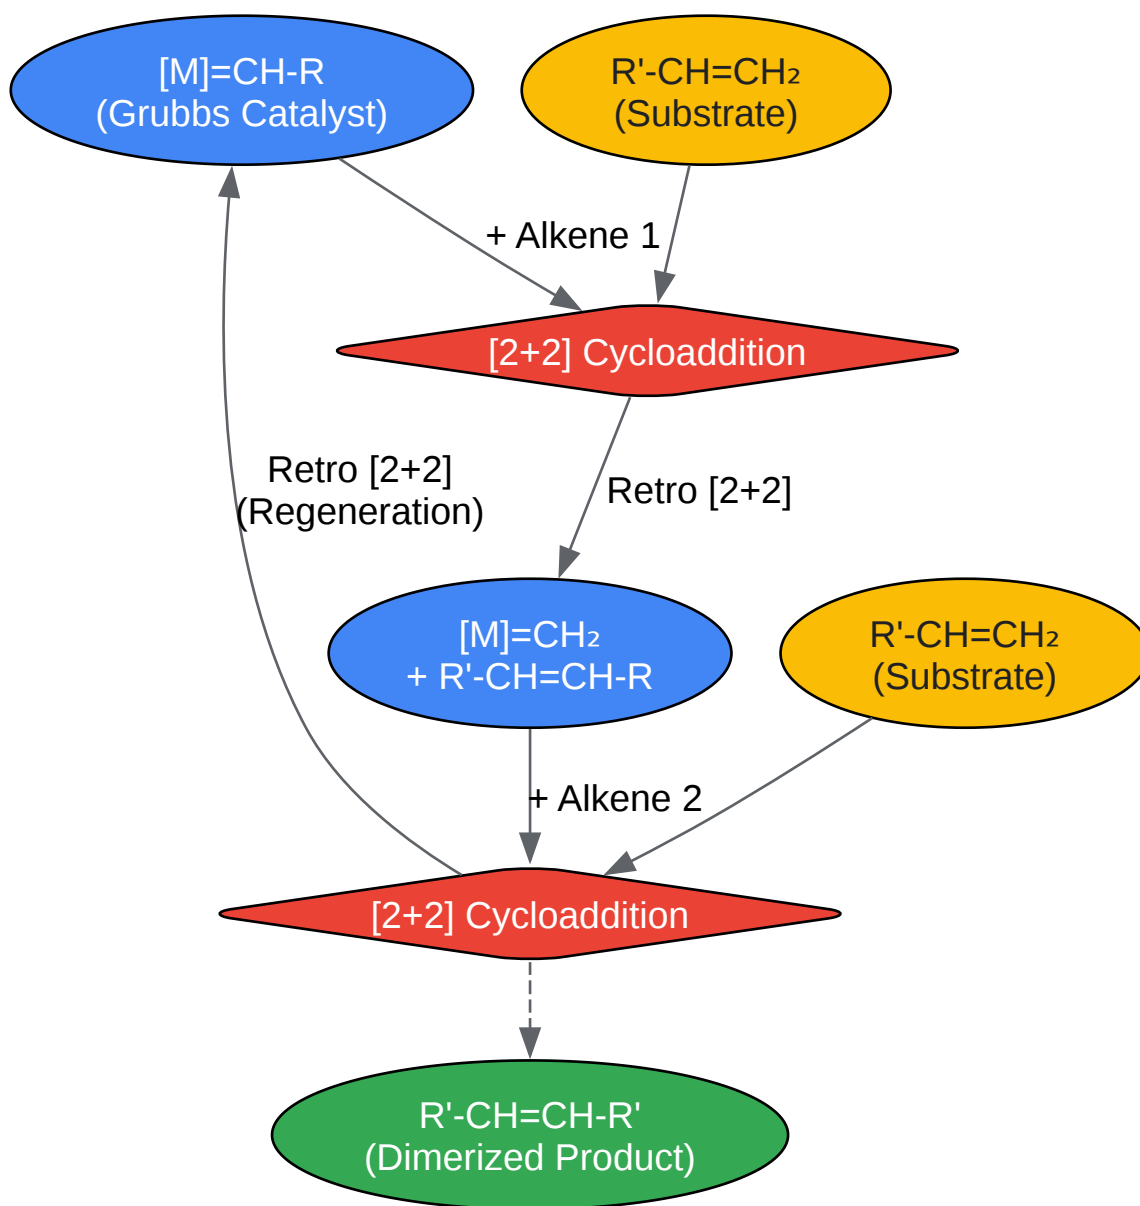 [M]=CH-R
(Grubbs Catalyst)
R'-CH=CH₂
(Substrate)
+ Alkene 1
[2+2] Cycloaddition
Retro [2+2]
(Regeneration)
Retro [2+2]
[M]=CH₂
+ R'-CH=CH-R
R'-CH=CH₂
(Substrate)
+ Alkene 2
[2+2] Cycloaddition
R'-CH=CH-R'
(Dimerized Product)